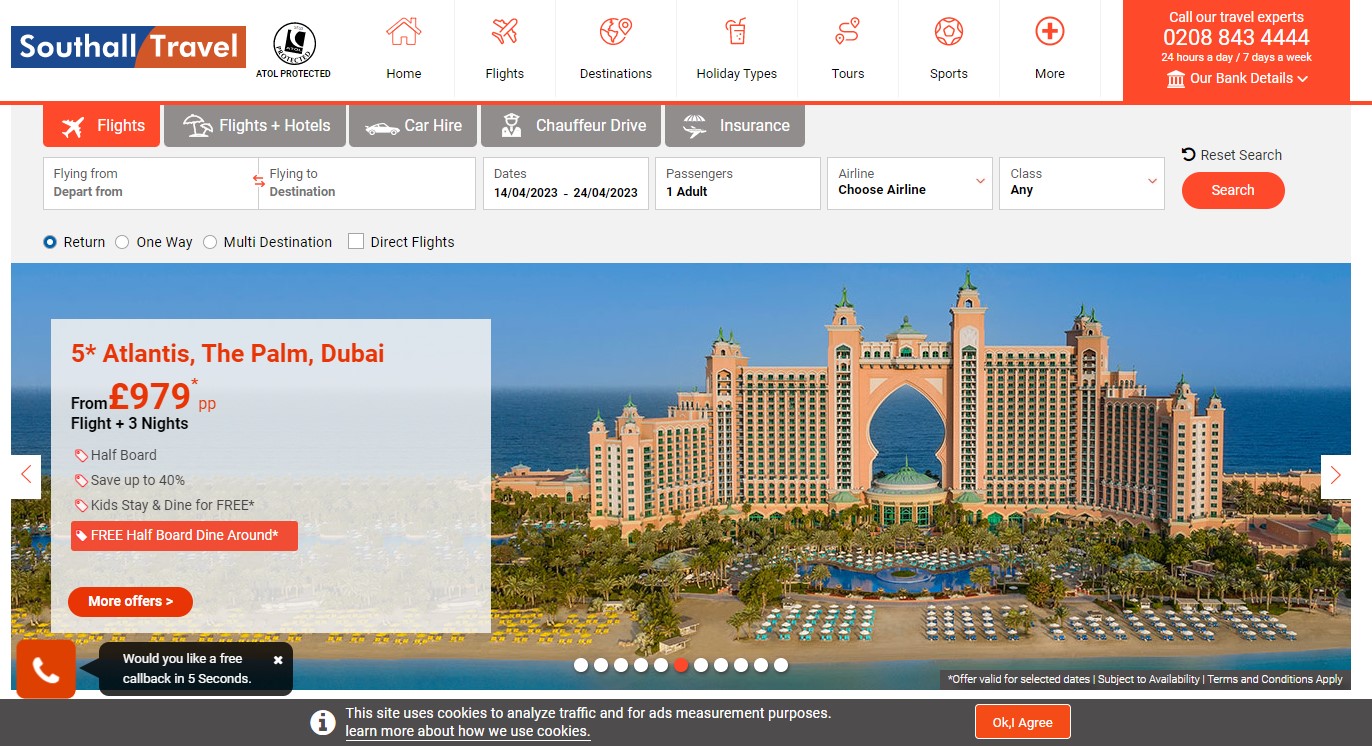 Southall Travel
ATOL PROTECTED
Home
Flights
Destinations
Holiday Types
Tours
Sports
More
Call our travel experts
0208 843 4444
24 hours a day / 7 days a week
Our Bank Details
Flights
Flights + Hotels
Car Hire
Chauffeur Drive
Insurance
Flying from
Depart from
Flying to
Destination
Dates
14/04/2023 - 24/04/2023
Passengers
1 Adult
Airline
Choose Airline
Class
Any
Reset Search
Search
Return
One Way
Multi Destination
Direct Flights
5* Atlantis, The Palm, Dubai
From £979* pp
Flight + 3 Nights
Half Board
Save up to 40%
Kids Stay & Dine for FREE*
FREE Half Board Dine Around*
More offers >
Would you like a free
callback in 5 Seconds.
*Offer valid for selected dates | Subject to Availability | Terms and Conditions Apply
This site uses cookies to analyze traffic and for ads measurement purposes.
learn more about how we use cookies.
Ok,I Agree